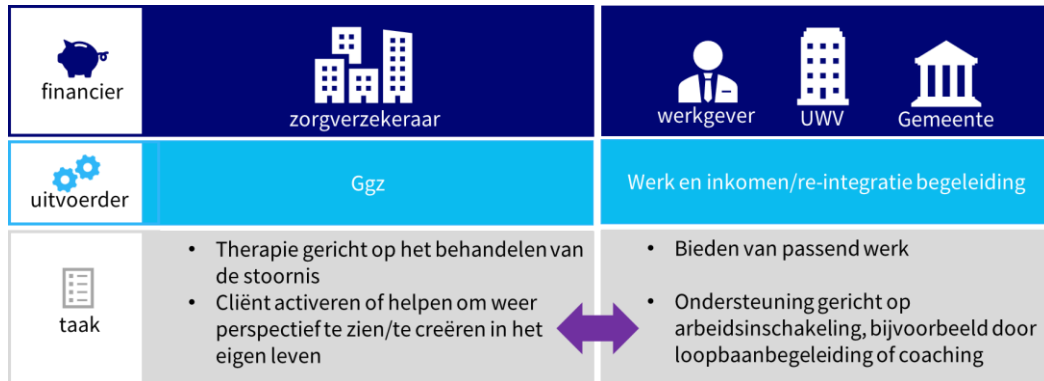 financier
zorgverzekeraar
werkgever
UWV
Gemeente
uitvoerder
Ggz
Werk en inkomen/re-integratie begeleiding
taak
• Therapie gericht op het behandelen van
de stoornis
• Cliënt activeren of helpen om weer
perspectief te zien/te creëren in het
eigen leven
• Bieden van passend werk
• Ondersteuning gericht op
arbeidsinschakeling, bijvoorbeeld door
loopbaanbegeleiding of coaching